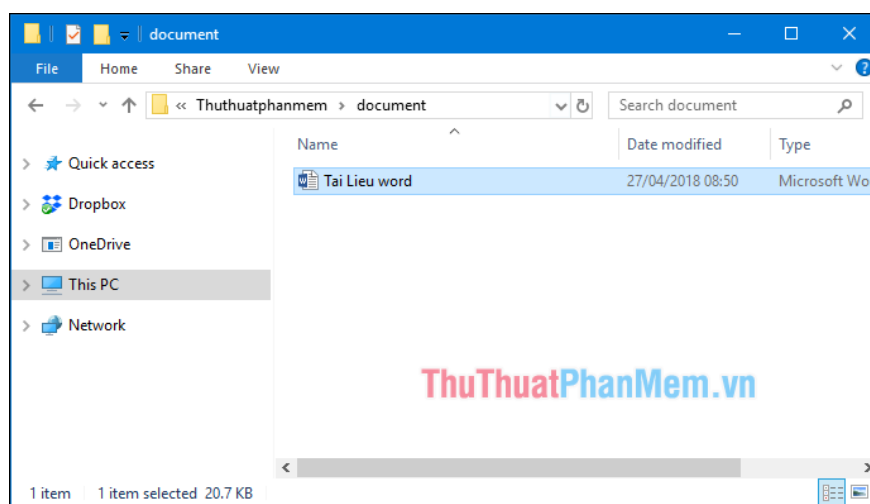 document
File Home Share View
« Thuthuatphanmem > document Search document
Name Date modified Type
Quick access
Tai Lieu word 27/04/2018 08:50 Microsoft Wo
Dropbox
OneDrive
This PC
Network
ThuThuatPhanMem.vn
1 item 1 item selected 20.7 KB